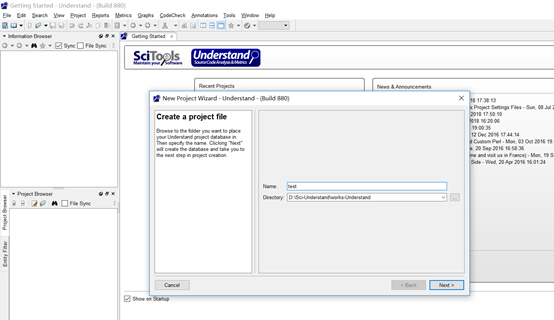 Getting Started - Understand - (Build 880)
File Edit Search View Project Reports Metrics Graphs CodeCheck Annotations Tools Window Help
Information Browser
Getting Started
Sync File Sync
SciTools
Maintain your Software
Understand
Source Code Analysis & Metrics
Recent Projects
News & Announcements
New Project Wizard - Understand - (Build 880)
Create a project file
Browse to the folder you want to place
your Understand project database in.
Then specify the name. Clicking "Next"
will create the database and take you to
the next step in project creation
Name: test
Directory: D:\Sci-Understand\works-Understand
...
Cancel
< Back
Next >
17:38:13
x Project Settings Files - Sun, 08 Jul
2018 17:50:10
2018 16:20:06
19:00:35
12 Dec 2016 17:44:14
Custom Perl - Mon, 03 Oct 2016 19:
, 20 Sep 2016 16:58:36
me and visit us in France) - Mon, 19 S
Side - Wed, 20 Apr 2016 16:01:24
Project Browser
File Sync
Project Browser
Entity Filter
Show on Startup